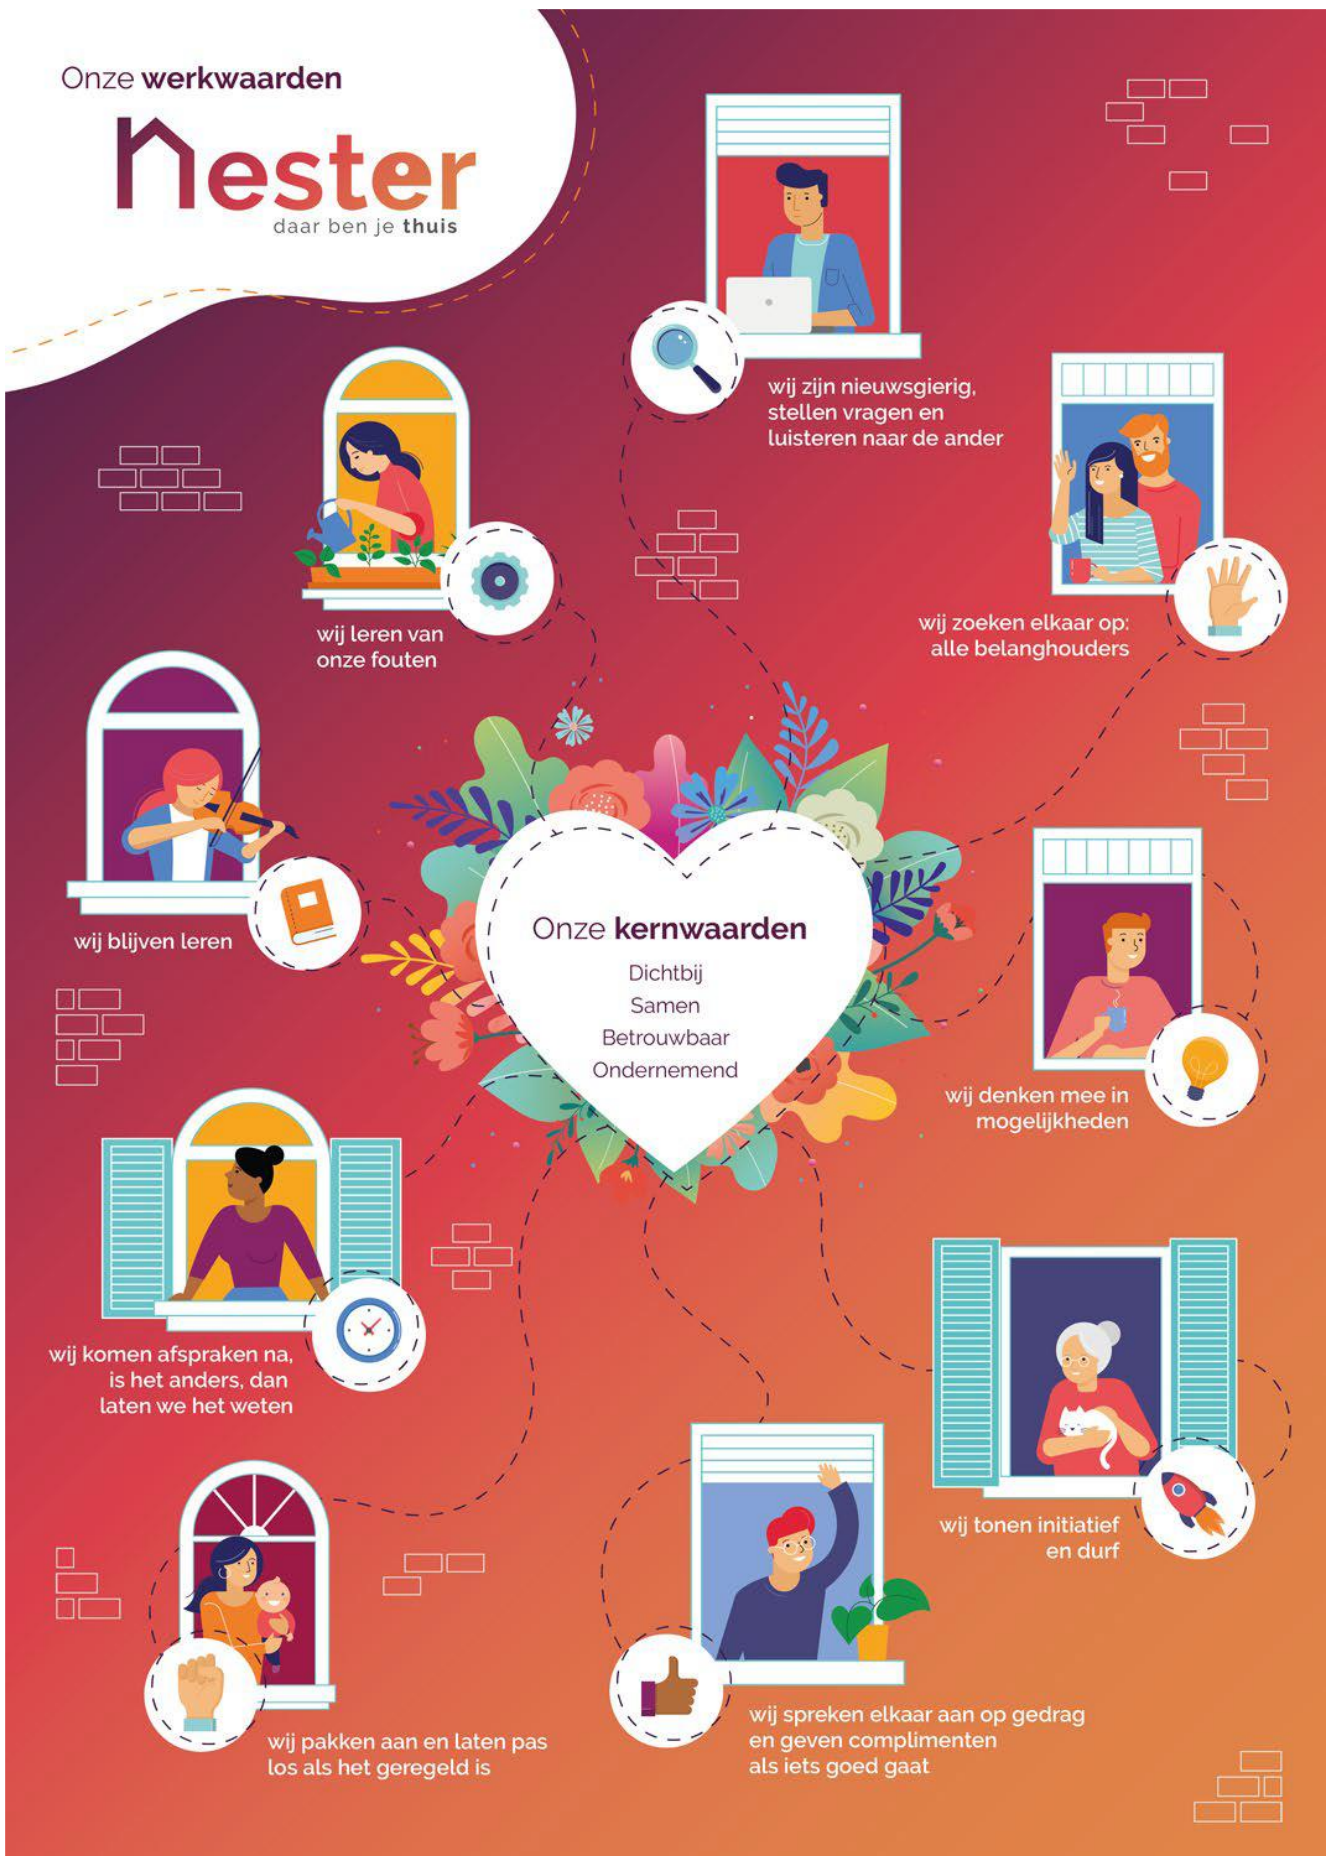 Onze werkwaarden
nester
daar ben je thuis
wij zijn nieuwsgierig,
stellen vragen en
luisteren naar de ander
wij leren van
onze fouten
wij zoeken elkaar op:
alle belanghouders
wij blijven leren
Onze kernwaarden
Dichtbij
Samen
Betrouwbaar
Ondernemend
wij denken mee in
mogelijkheden
wij komen afspraken na,
is het anders, dan
laten we het weten
wij tonen initiatief
en durf
wij pakken aan en laten pas
los als het geregeld is
wij spreken elkaar aan op gedrag
en geven complimenten
als iets goed gaat